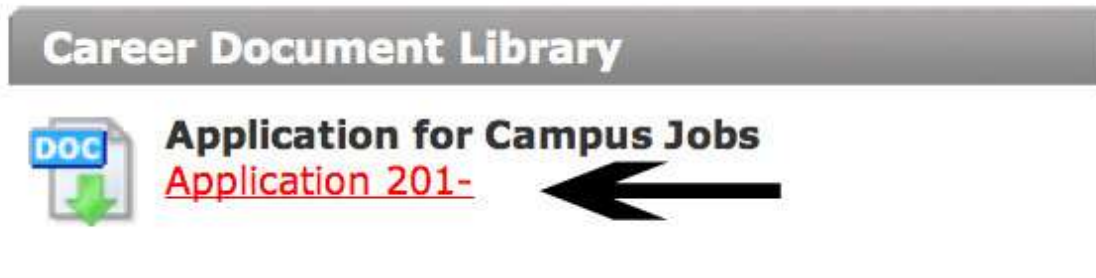 Career Document Library
DOC
Application for Campus Jobs
Application 201-